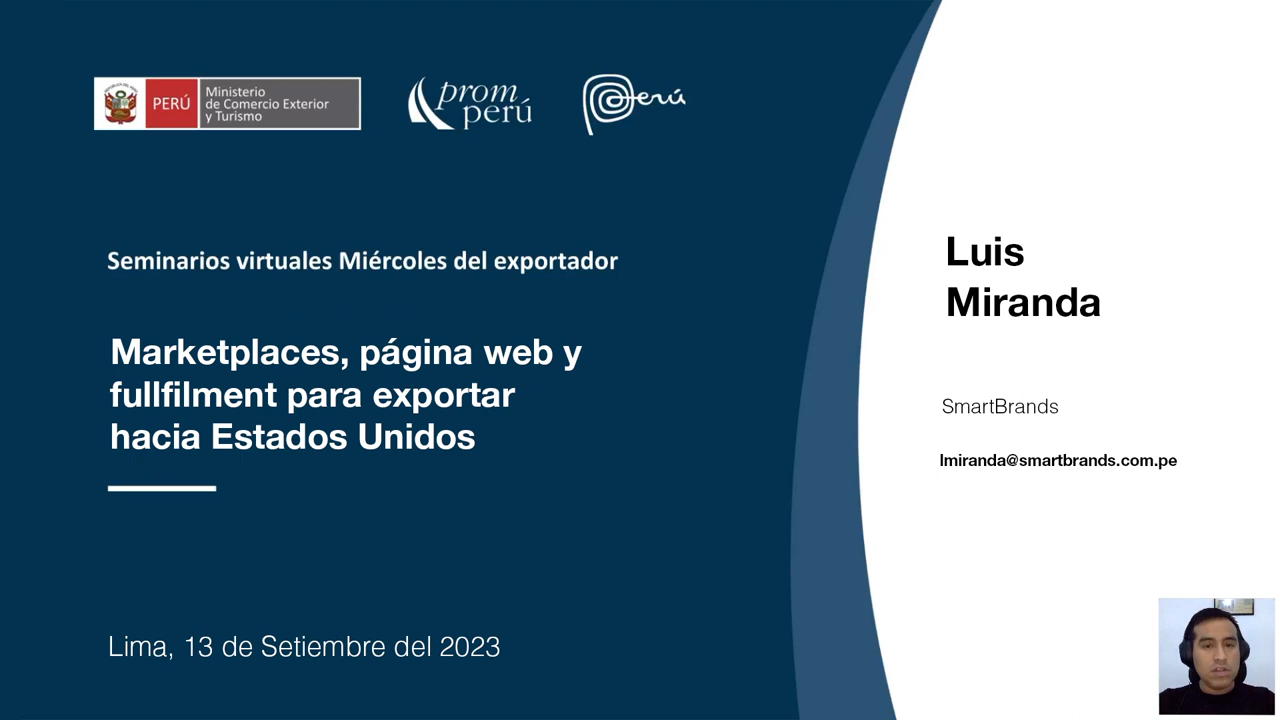 PERÚ
Ministerio
de Comercio Exterior
y Turismo
prom
perú
Perú
Seminarios virtuales Miércoles del exportador
Marketplaces, página web y
fullfilment para exportar
hacia Estados Unidos
Lima, 13 de Setiembre del 2023
Luis
Miranda
SmartBrands
lmiranda@smartbrands.com.pe